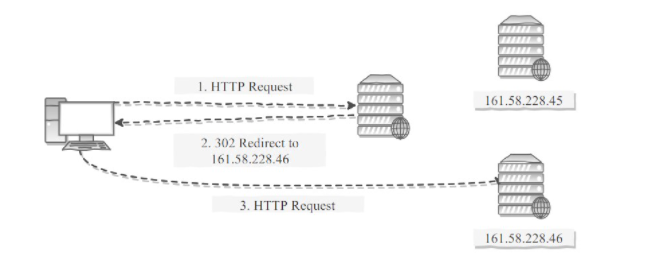 1. HTTP Request
161.58.228.45
2. 302 Redirect to
161.58.228.46
3. HTTP Request
161.58.228.46